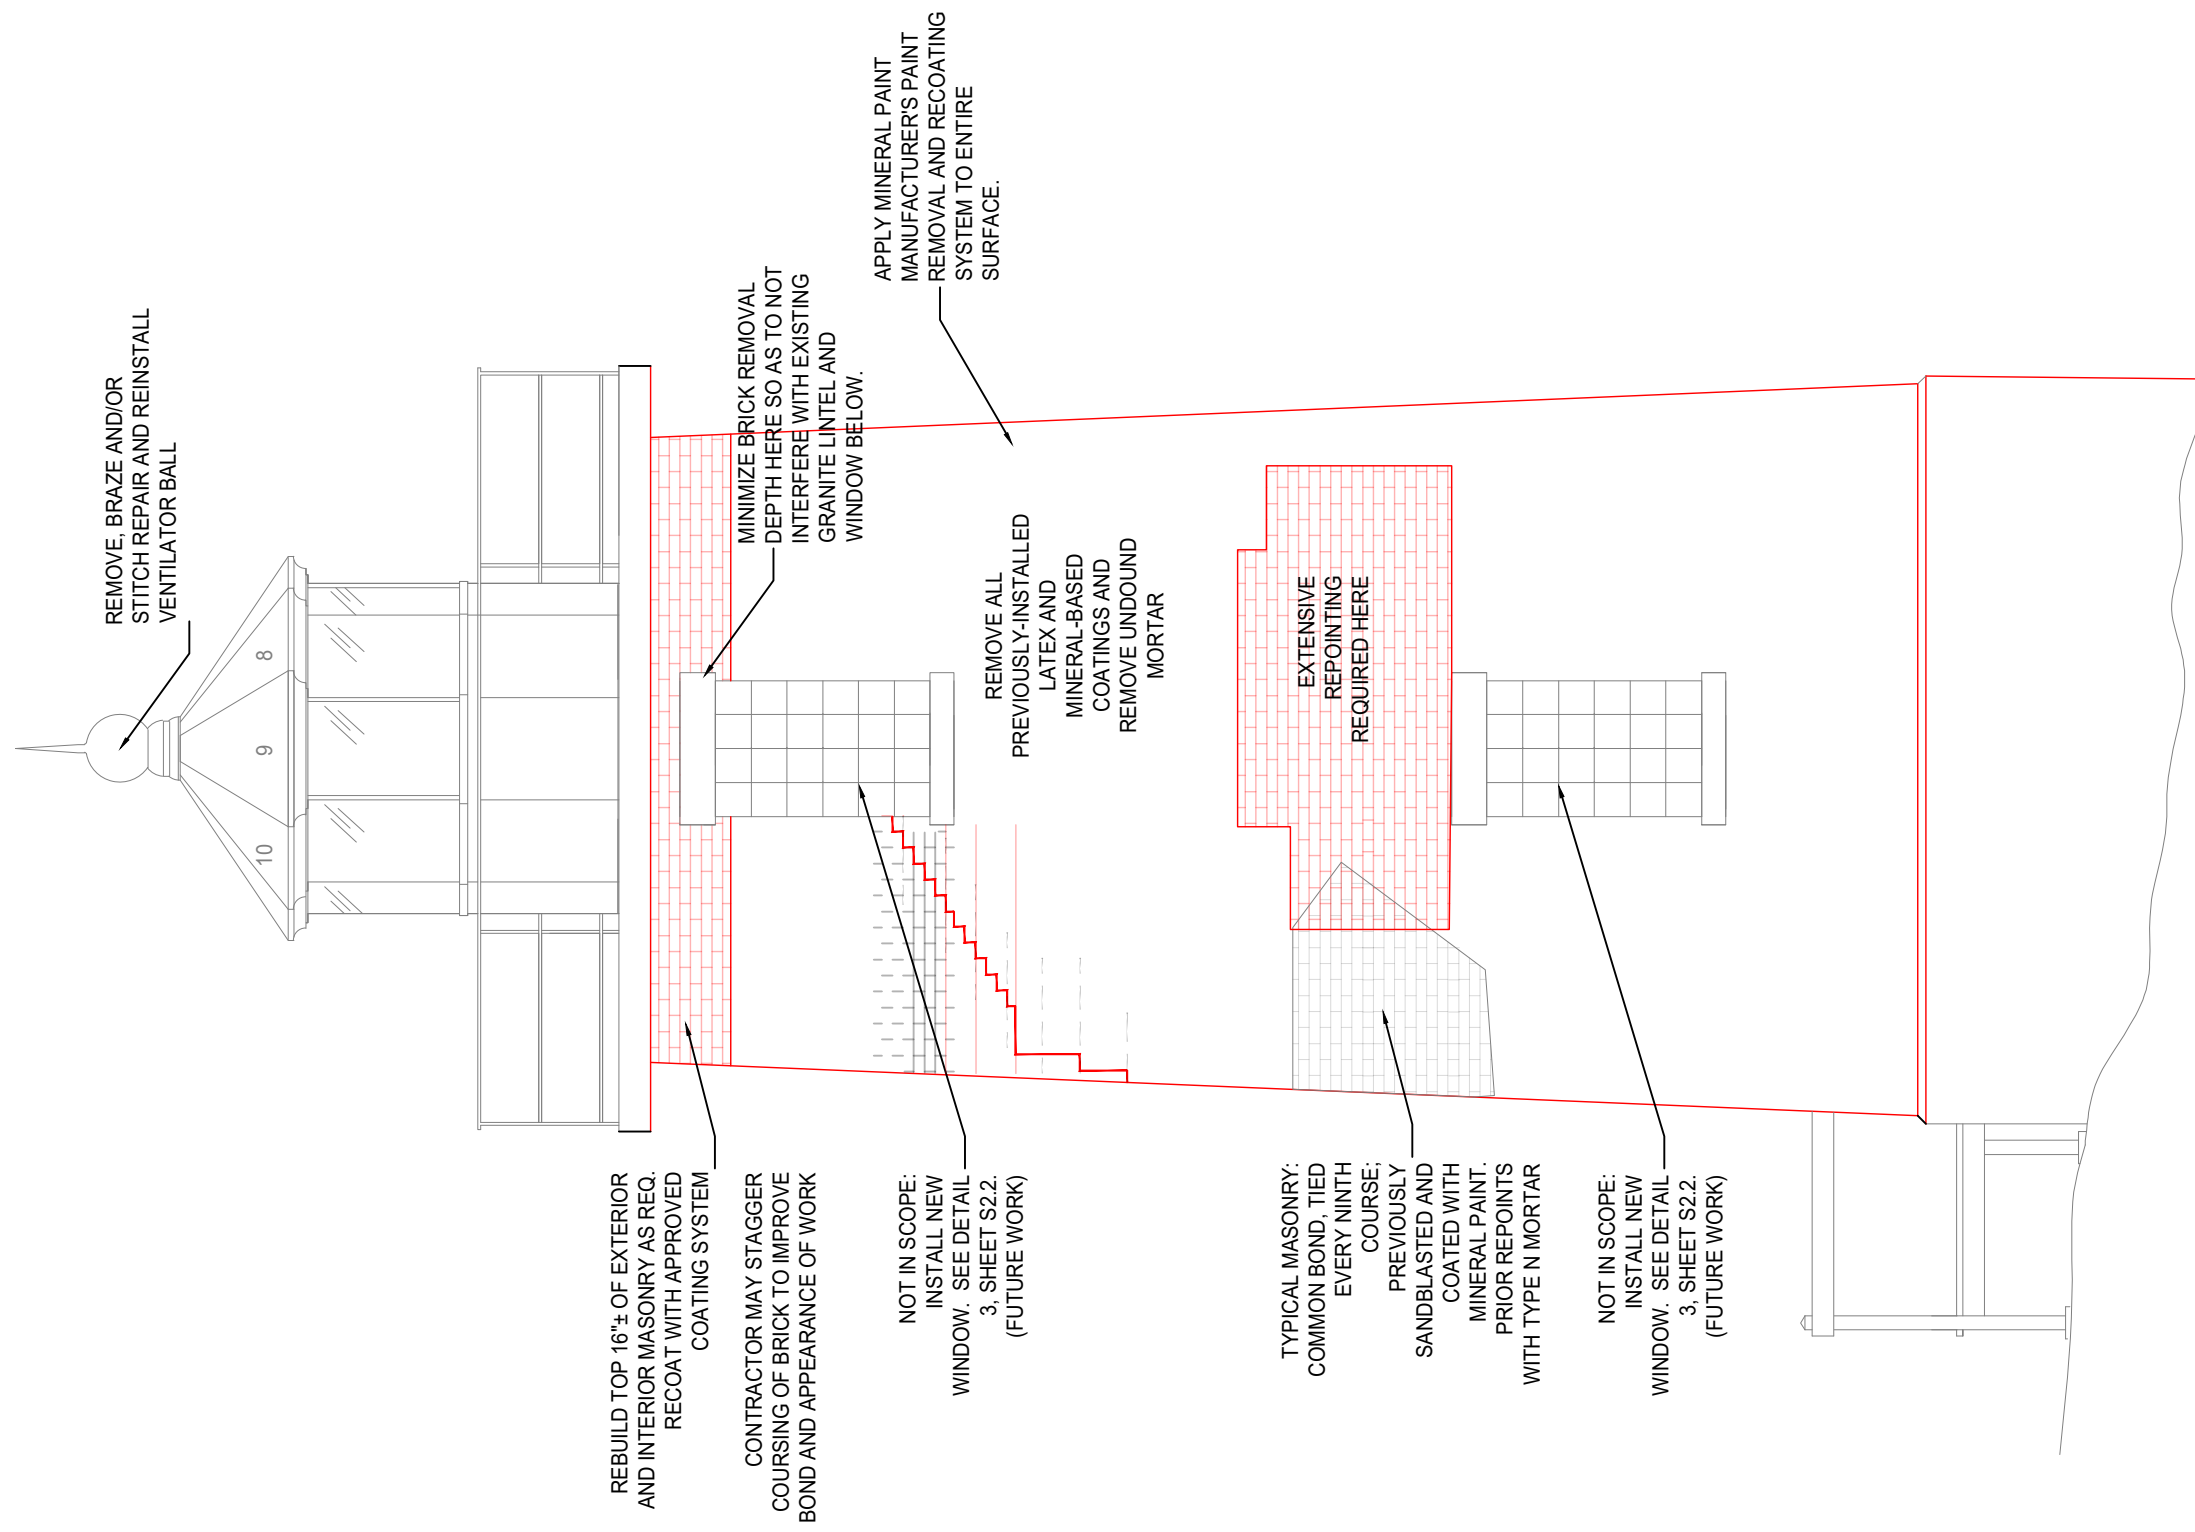 REMOVE, BRAZE AND/OR
STITCH REPAIR AND REINSTALL
VENTILATOR BALL
8
9
10
REBUILD TOP 16"± OF EXTERIOR
AND INTERIOR MASONRY AS REQ.
RECOAT WITH APPROVED
COATING SYSTEM
CONTRACTOR MAY STAGGER
COURSING OF BRICK TO IMPROVE
BOND AND APPEARANCE OF WORK
MINIMIZE BRICK REMOVAL
DEPTH HERE SO AS TO NOT
INTERFERE WITH EXISTING
GRANITE LINTEL AND
WINDOW BELOW.
APPLY MINERAL PAINT
MANUFACTURER'S PAINT
REMOVAL AND RECOATING
SYSTEM TO ENTIRE
SURFACE.
NOT IN SCOPE:
INSTALL NEW
WINDOW. SEE DETAIL
3, SHEET S2.2.
(FUTURE WORK)
REMOVE ALL
PREVIOUSLY-INSTALLED
LATEX AND
MINERAL-BASED
COATINGS AND
REMOVE UNDOUND
MORTAR
EXTENSIVE
REPOINTING
REQUIRED HERE
TYPICAL MASONRY:
COMMON BOND, TIED
EVERY NINTH
COURSE;
PREVIOUSLY
SANDBLASTED AND
COATED WITH
MINERAL PAINT.
PRIOR REPOINTS
WITH TYPE N MORTAR
NOT IN SCOPE:
INSTALL NEW
WINDOW. SEE DETAIL
3, SHEET S2.2.
(FUTURE WORK)